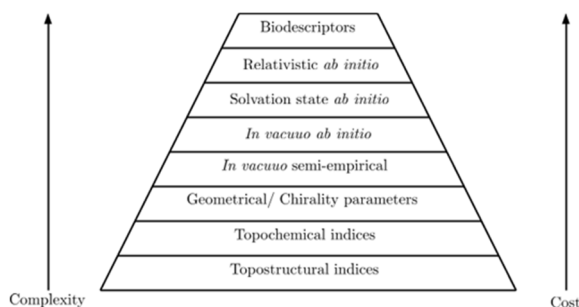 Biodescriptors
Relativistic ab initio
Solvation state ab initio
In vacuuo ab initio
In vacuuo semi-empirical
Geometrical/ Chirality parameters
Topochemical indices
Topostructural indices
Complexity
Cost